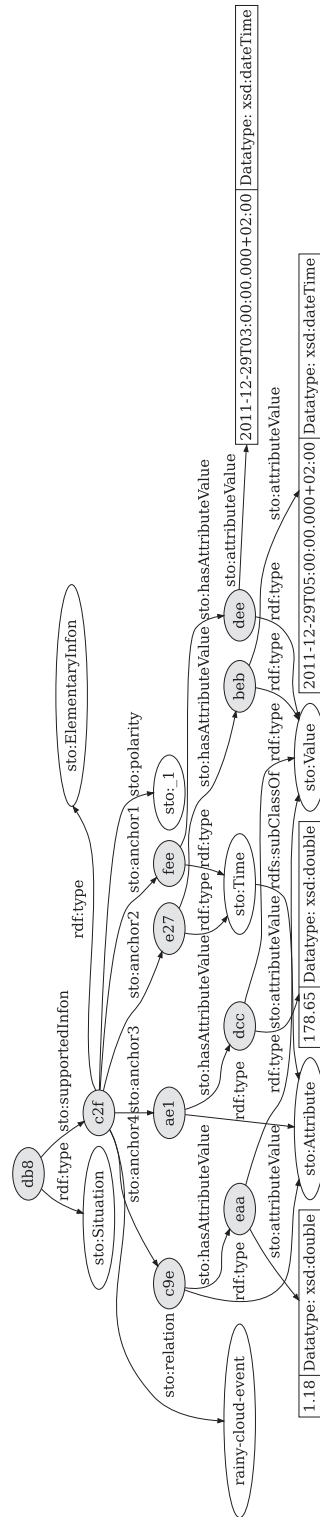 db8
rdf:type
sto:supportedInfon
sto:Situation
c2f
rdf:type
sto:ElementaryInfon
sto:relation
sto:anchor4
sto:anchor3
sto:anchor2
sto:anchor1
sto:polarity
c9e
ae1
e27
fee
sto:_1
sto:hasAttributeValue
rdf:type
sto:hasAttributeValue
rdf:type
rdf:type
sto:hasAttributeValue
rdf:type
sto:hasAttributeValue
rainy-cloud-event
eaa
dcc
sto:Time
beb
dee
sto:attributeValue
2011-12-29T03:00:00.000+02:00 Datatype: xsd:dateTime
sto:attributeValue
rdf:type
sto:attributeValue
rdfs:subClassOf
rdf:type
rdf:type
rdf:type
sto:attributeValue
1.18 Datatype: xsd:double
sto:Attribute
178.65 Datatype: xsd:double
sto:Value
2011-12-29T05:00:00.000+02:00 Datatype: xsd:dateTime